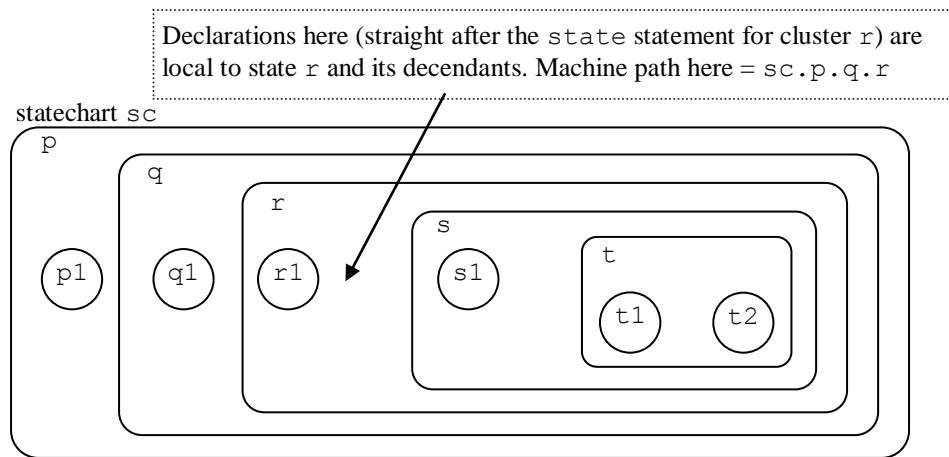 Declarations here (straight after the state statement for cluster r) are
local to state r and its decendants. Machine path here = sc.p.q.r
statechart sc
p
q
r
s
t
p1
q1
r1
s1
t1
t2